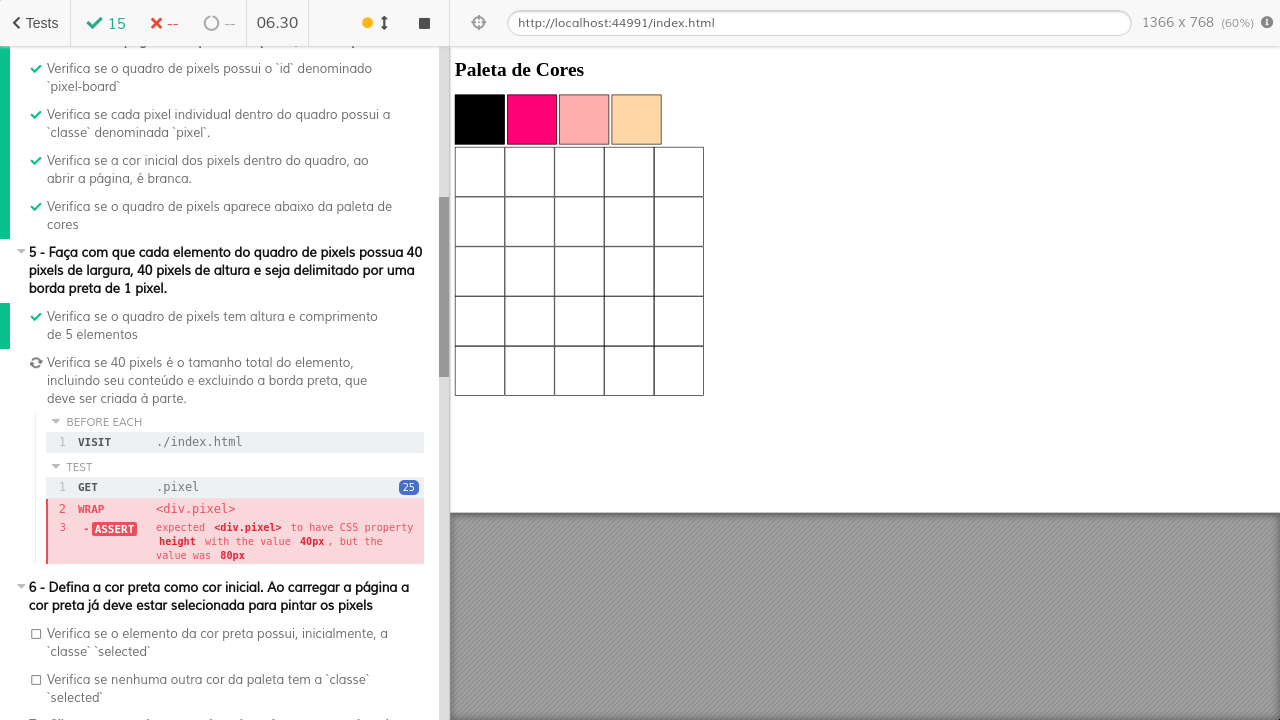 Tests
15
--
--
06.30
http://localhost:44991/index.html
1366 x 768 (60%)
Verifica se o quadro de pixels possui o `id` denominado
`pixel-board`
Verifica se cada pixel individual dentro do quadro possui a
`classe` denominada `pixel`.
Verifica se a cor inicial dos pixels dentro do quadro, ao
abrir a página, é branca.
Verifica se o quadro de pixels aparece abaixo da paleta de
cores
5 - Faça com que cada elemento do quadro de pixels possua 40
pixels de largura, 40 pixels de altura e seja delimitado por uma
borda preta de 1 pixel.
Verifica se o quadro de pixels tem altura e comprimento
de 5 elementos
Verifica se 40 pixels é o tamanho total do elemento,
incluindo seu conteúdo e excluindo a borda preta, que
deve ser criada à parte.
BEFORE EACH
1 VISIT ./index.html
TEST
1 GET .pixel 25
2 WRAP <div.pixel>
3 -ASSERT expected <div.pixel> to have CSS property
height with the value 40px, but the
value was 80px
6 - Defina a cor preta como cor inicial. Ao carregar a página a
cor preta já deve estar selecionada para pintar os pixels
Verifica se o elemento da cor preta possui, inicialmente, a
`classe` `selected`
Verifica se nenhuma outra cor da paleta tem a `classe`
`selected`
Paleta de Cores